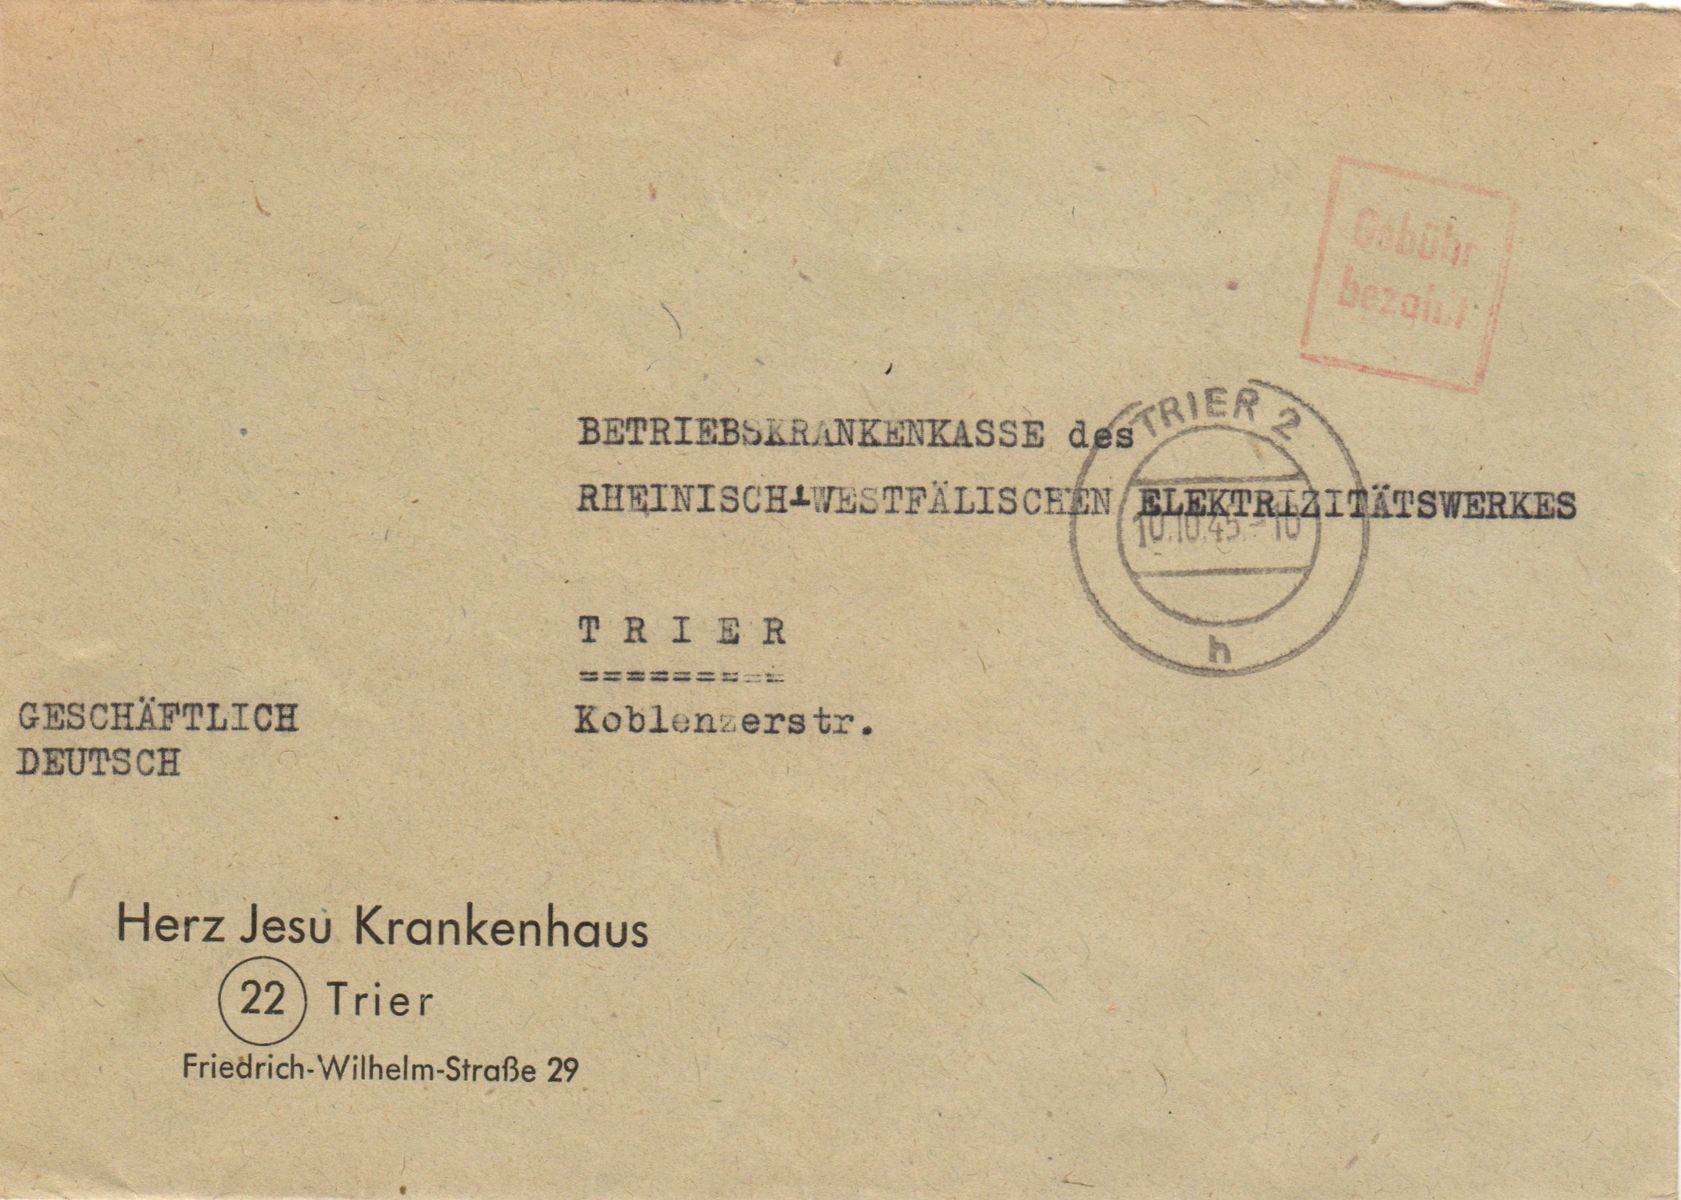 Gebühr
bezahlt
TRIER 2
BETRIEBSKRANKENKASSE des
RHEINISCH-WESTFÄLISCHEN ELEKTRIZITÄTSWERKES
10.10.45.-10
h
T R I E R
=========
Koblenzerstr.
GESCHÄFTLICH
DEUTSCH
Herz Jesu Krankenhaus
22 Trier
Friedrich-Wilhelm-Straße 29